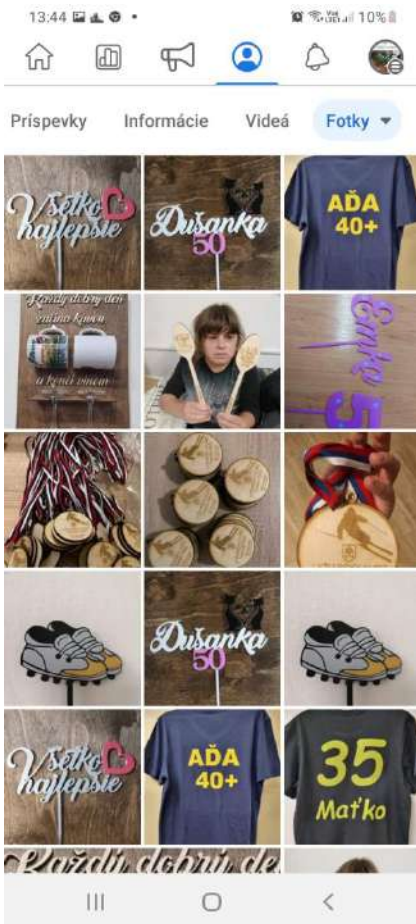 13:44
10%
Príspevky Informácie Videá Fotky
Všetko
najlepšie
Dušanka
50
AĎA
40+
Každý dobrý deň
začína kávou
a končí vínom
Emka
5
Dušanka
50
Všetko
najlepšie
AĎA
40+
35
Maťko
Každý dobrý de